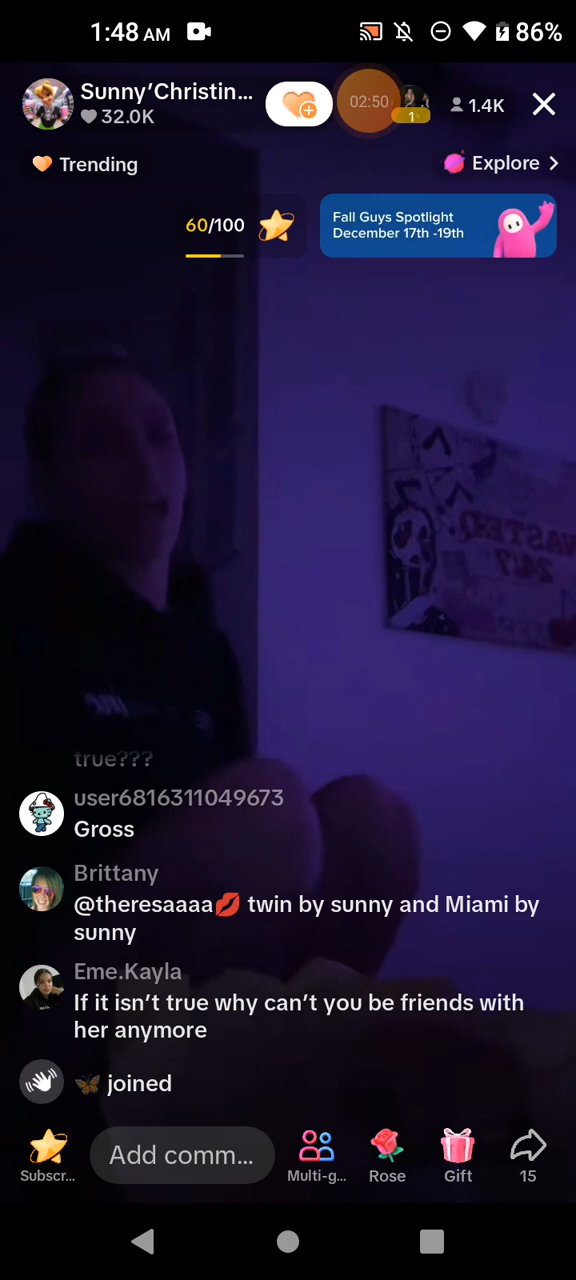 1:48 AM
86%
Sunny’Christin...
32.0K
02:50
1
1.4K
Trending
Explore
60/100
Fall Guys Spotlight
December 17th -19th
WASTED
24/7
true???
user6816311049673
Gross
Brittany
@theresaaaa💋 twin by sunny and Miami by
sunny
Eme.Kayla
If it isn’t true why can’t you be friends with
her anymore
🦋 joined
Add comm...
Subscr...
Multi-g...
Rose
Gift
15